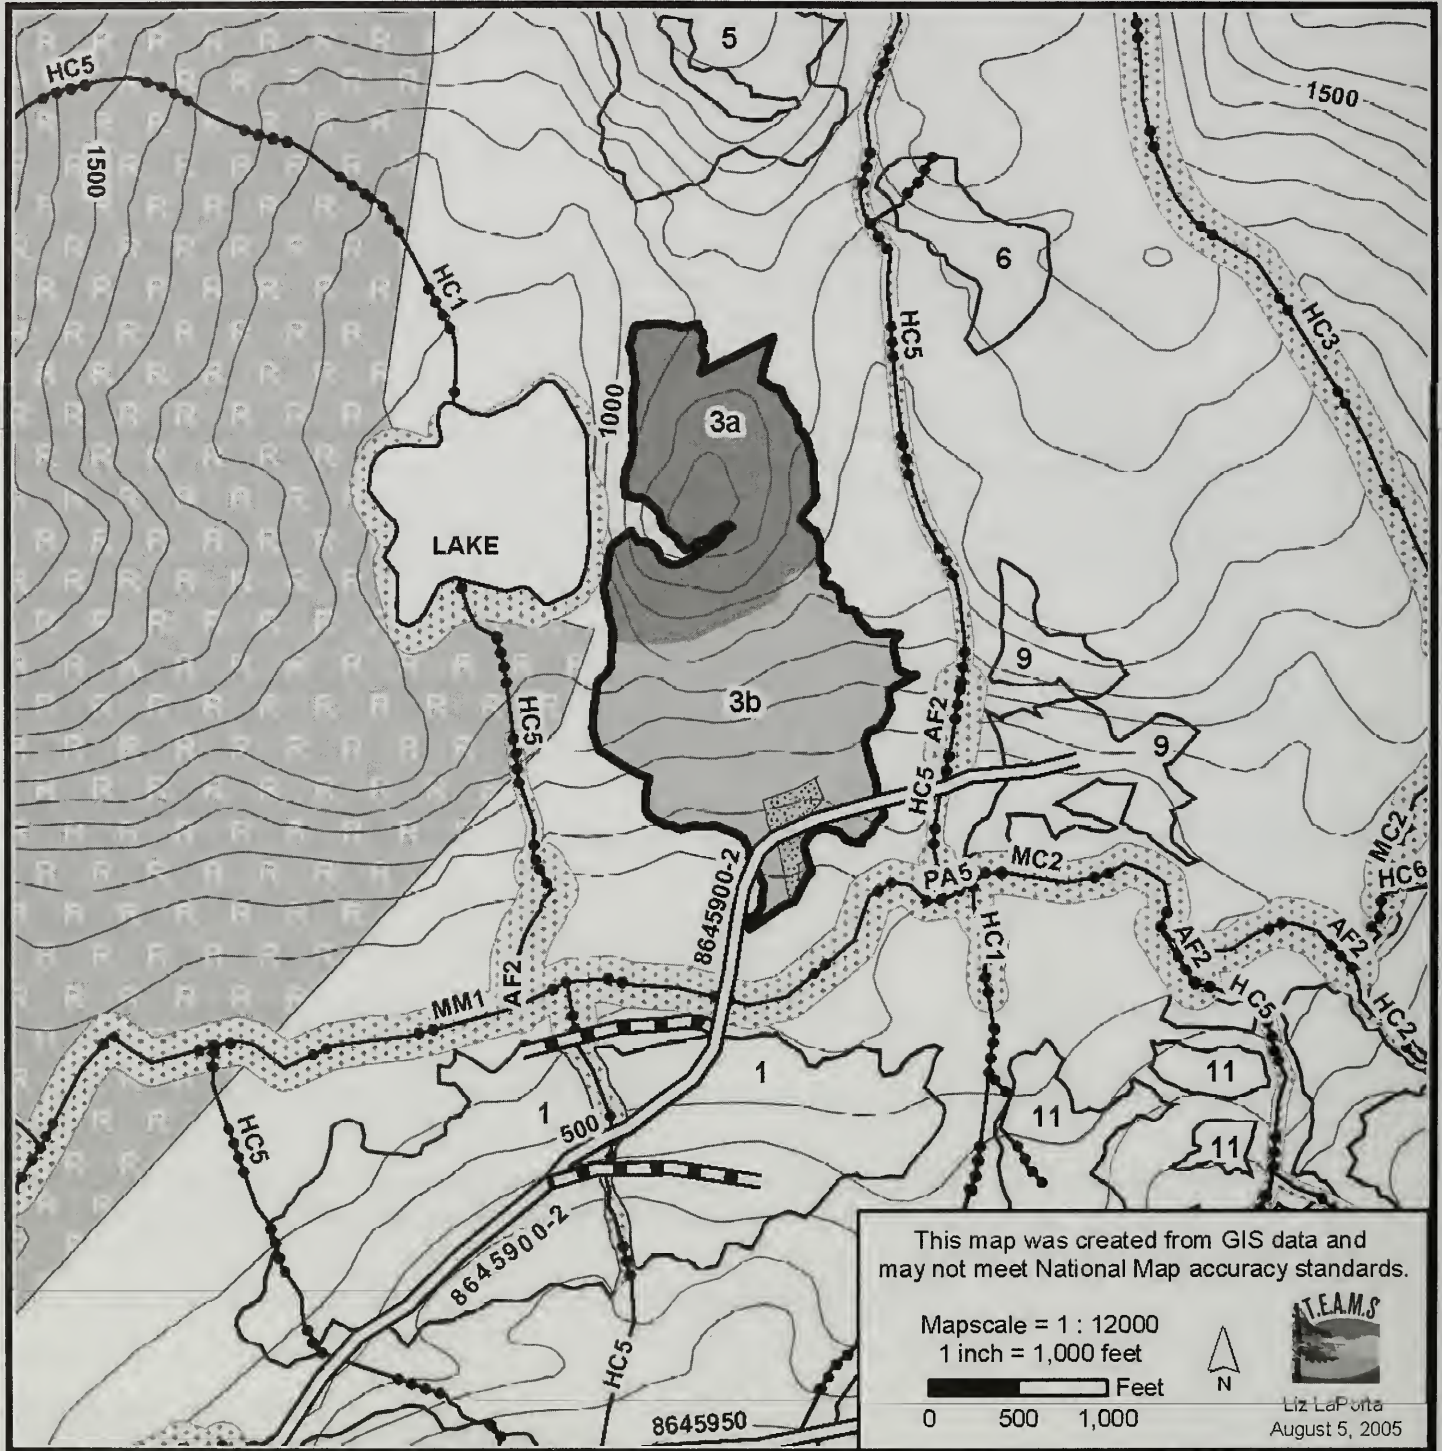 5
HC5
1500
1500
6
HC1
HC5
HC3
1000
3a
LAKE
9
3b
HC5
AF2
9
HC5
MC2
MC2
PA5
HC6
8645900-2
HC1
AF2
AF2
AF2
MM1
HC5
HC2
1
11
1
500
11
HC5
11
8645900-2
HC5
8645950
This map was created from GIS data and
may not meet National Map accuracy standards.
Mapscale = 1 : 12000
1 inch = 1,000 feet
Feet
0 500 1,000
N
T.E.A.M.S
Liz LaPorta
August 5, 2005
R R R R R R R R